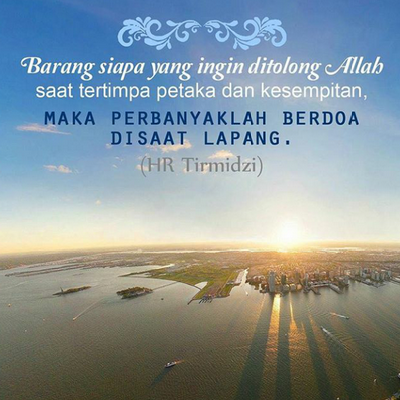 Barang siapa yang ingin ditolong Allah
saat tertimpa petaka dan kesempitan,
MAKA PERBANYAKLAH BERDOA
DISAAT LAPANG.
(HR Tirmidzi)